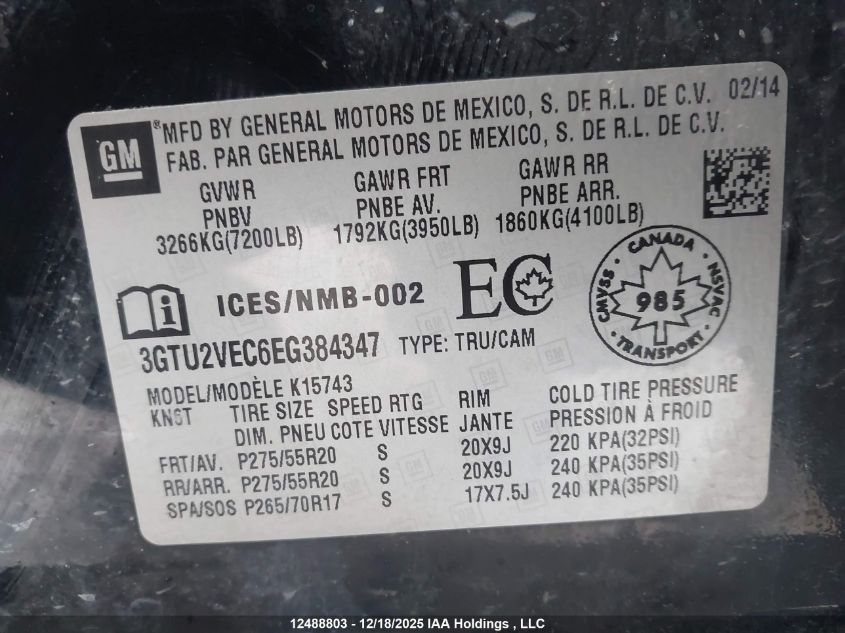 GM
®MFD BY GENERAL MOTORS DE MEXICO, S. DE R.L. DE C.V. 02/14
FAB. PAR GENERAL MOTORS DE MEXICO, S. DE R.L. DE C.V.
GVWR GAWR FRT GAWR RR
PNBV PNBE AV. PNBE ARR.
3266KG(7200LB) 1792KG(3950LB) 1860KG(4100LB)
i ICES/NMB-002 EC
CANADA
CMVSS 985 NSVAC
TRANSPORT
3GTU2VEC6EG384347 TYPE: TRU/CAM
MODEL/MODÈLE K15743
KNST TIRE SIZE SPEED RTG RIM COLD TIRE PRESSURE
DIM. PNEU COTE VITESSE JANTE PRESSION À FROID
FRT/AV. P275/55R20 S 20X9J 220 KPA(32PSI)
RR/ARR. P275/55R20 S 20X9J 240 KPA(35PSI)
SPA/SOS P265/70R17 S 17X7.5J 240 KPA(35PSI)
12488803 - 12/18/2025 IAA Holdings , LLC